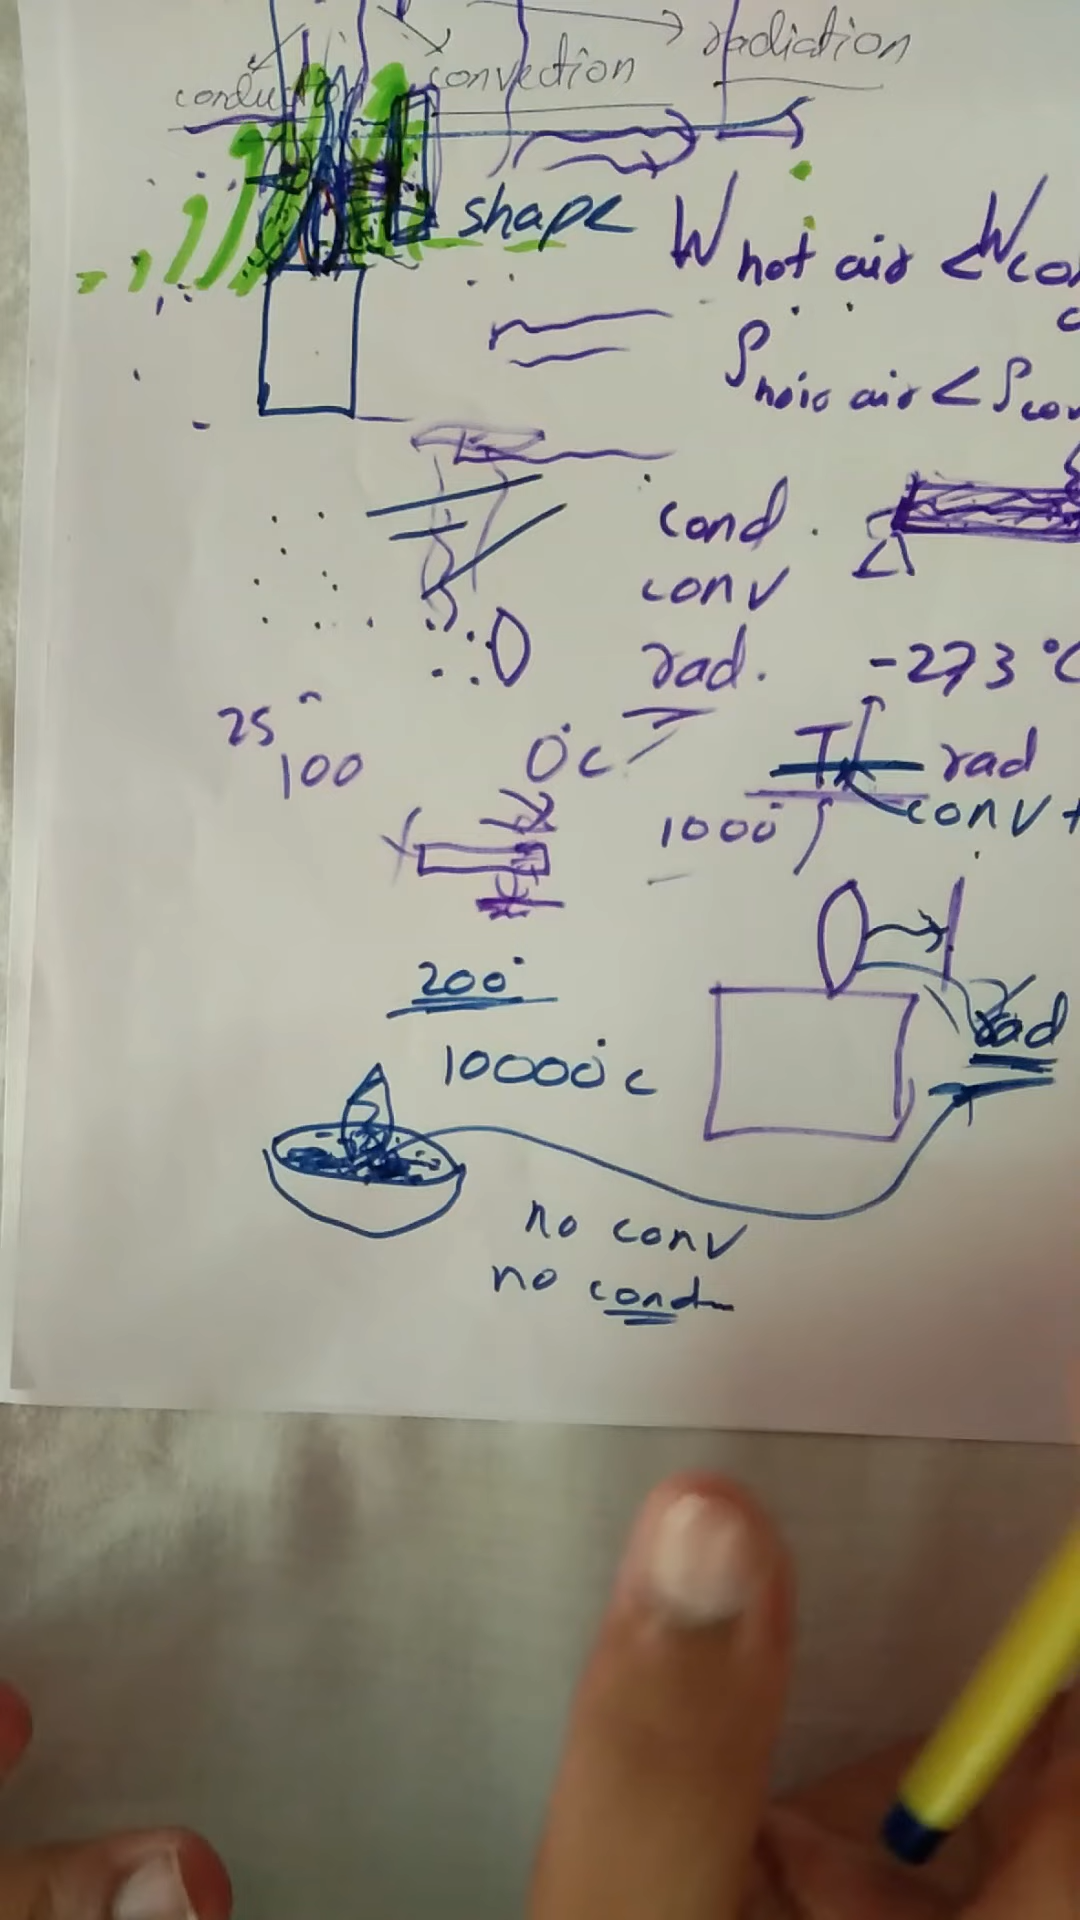 radiation
convection
conduction
shape
W hot air < W
ρ air < ρ
cond.
conv
rad. -273°C
25
100
0°c
T rad
1000° conv +
200°
10000°c
rad
no conv
no cond